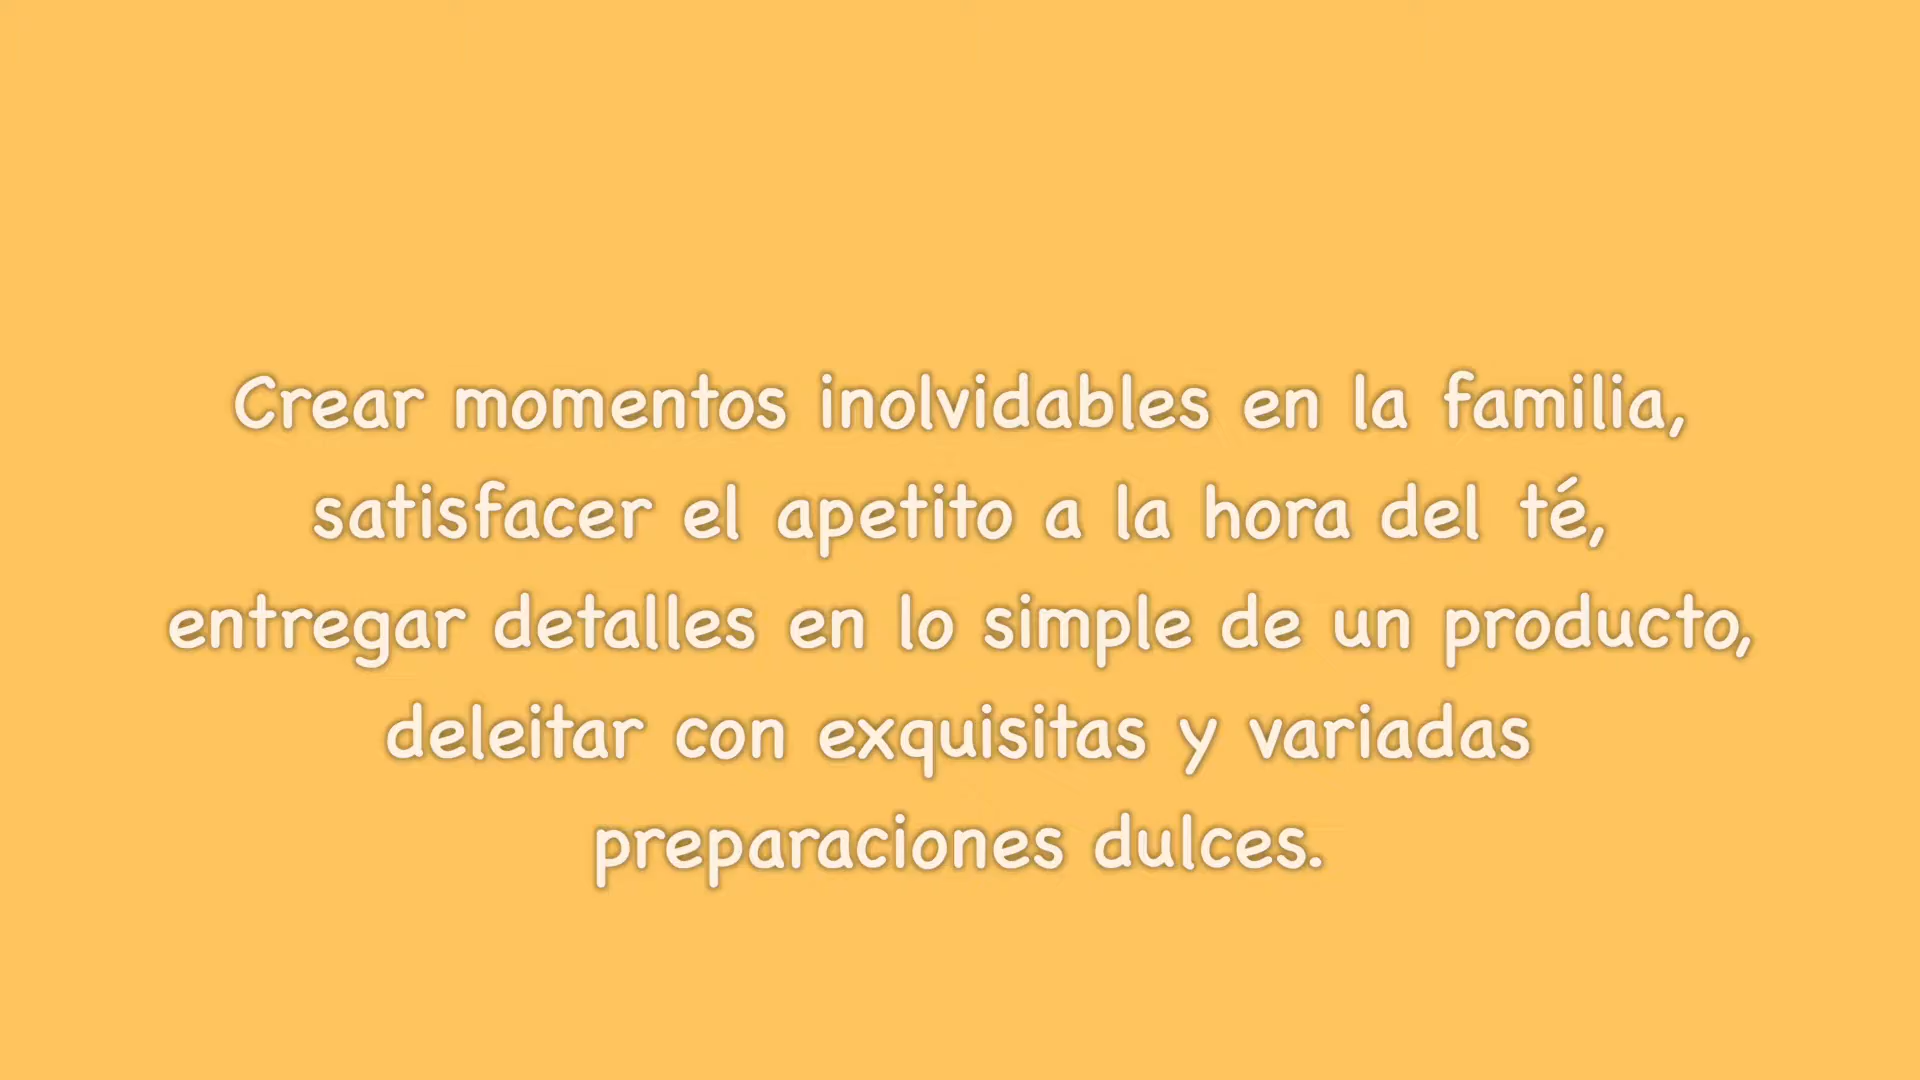 Crear momentos inolvidables en la familia,
satisfacer el apetito a la hora del té,
entregar detalles en lo simple de un producto,
deleitar con exquisitas y variadas
preparaciones dulces.